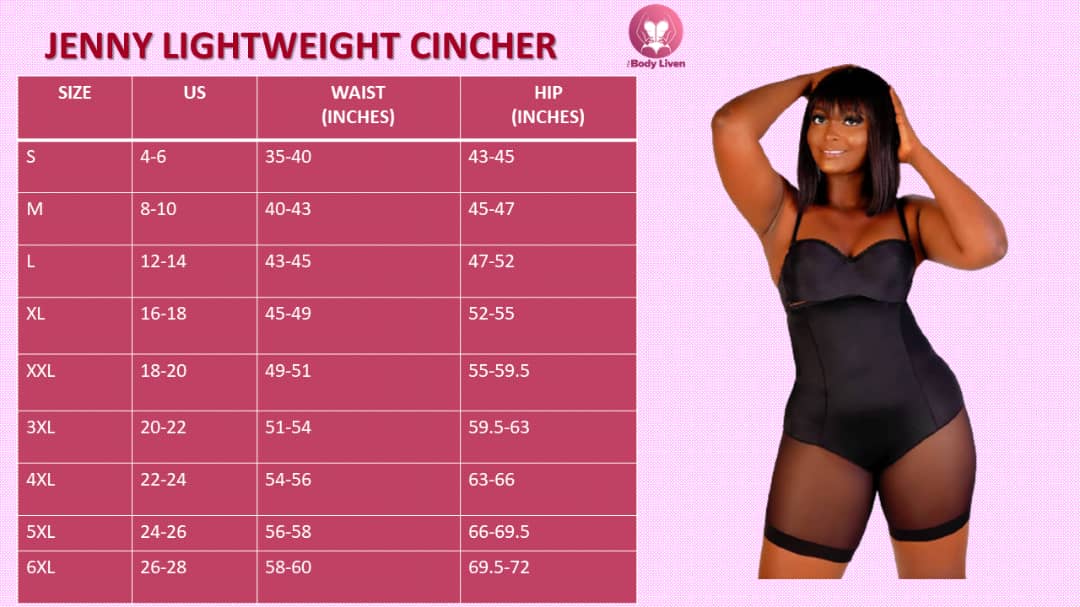 JENNY LIGHTWEIGHT CINCHER
THE Body Liven
SIZE US WAIST (INCHES) HIP (INCHES)
S 4-6 35-40 43-45
M 8-10 40-43 45-47
L 12-14 43-45 47-52
XL 16-18 45-49 52-55
XXL 18-20 49-51 55-59.5
3XL 20-22 51-54 59.5-63
4XL 22-24 54-56 63-66
5XL 24-26 56-58 66-69.5
6XL 26-28 58-60 69.5-72